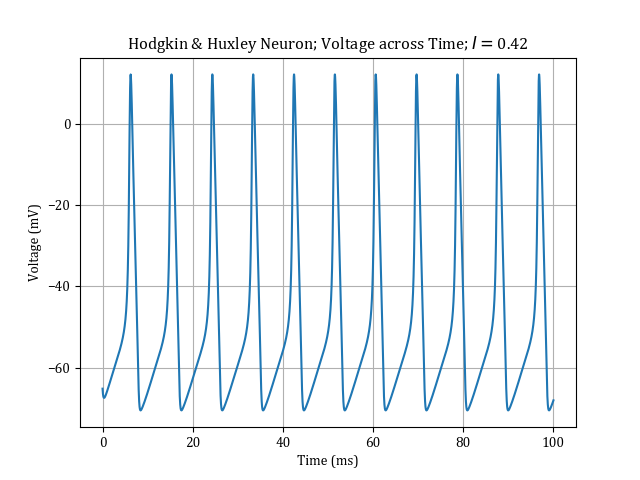 Hodgkin & Huxley Neuron; Voltage across Time; I = 0.42
Voltage (mV)
0
−20
−40
−60
0 20 40 60 80 100
Time (ms)